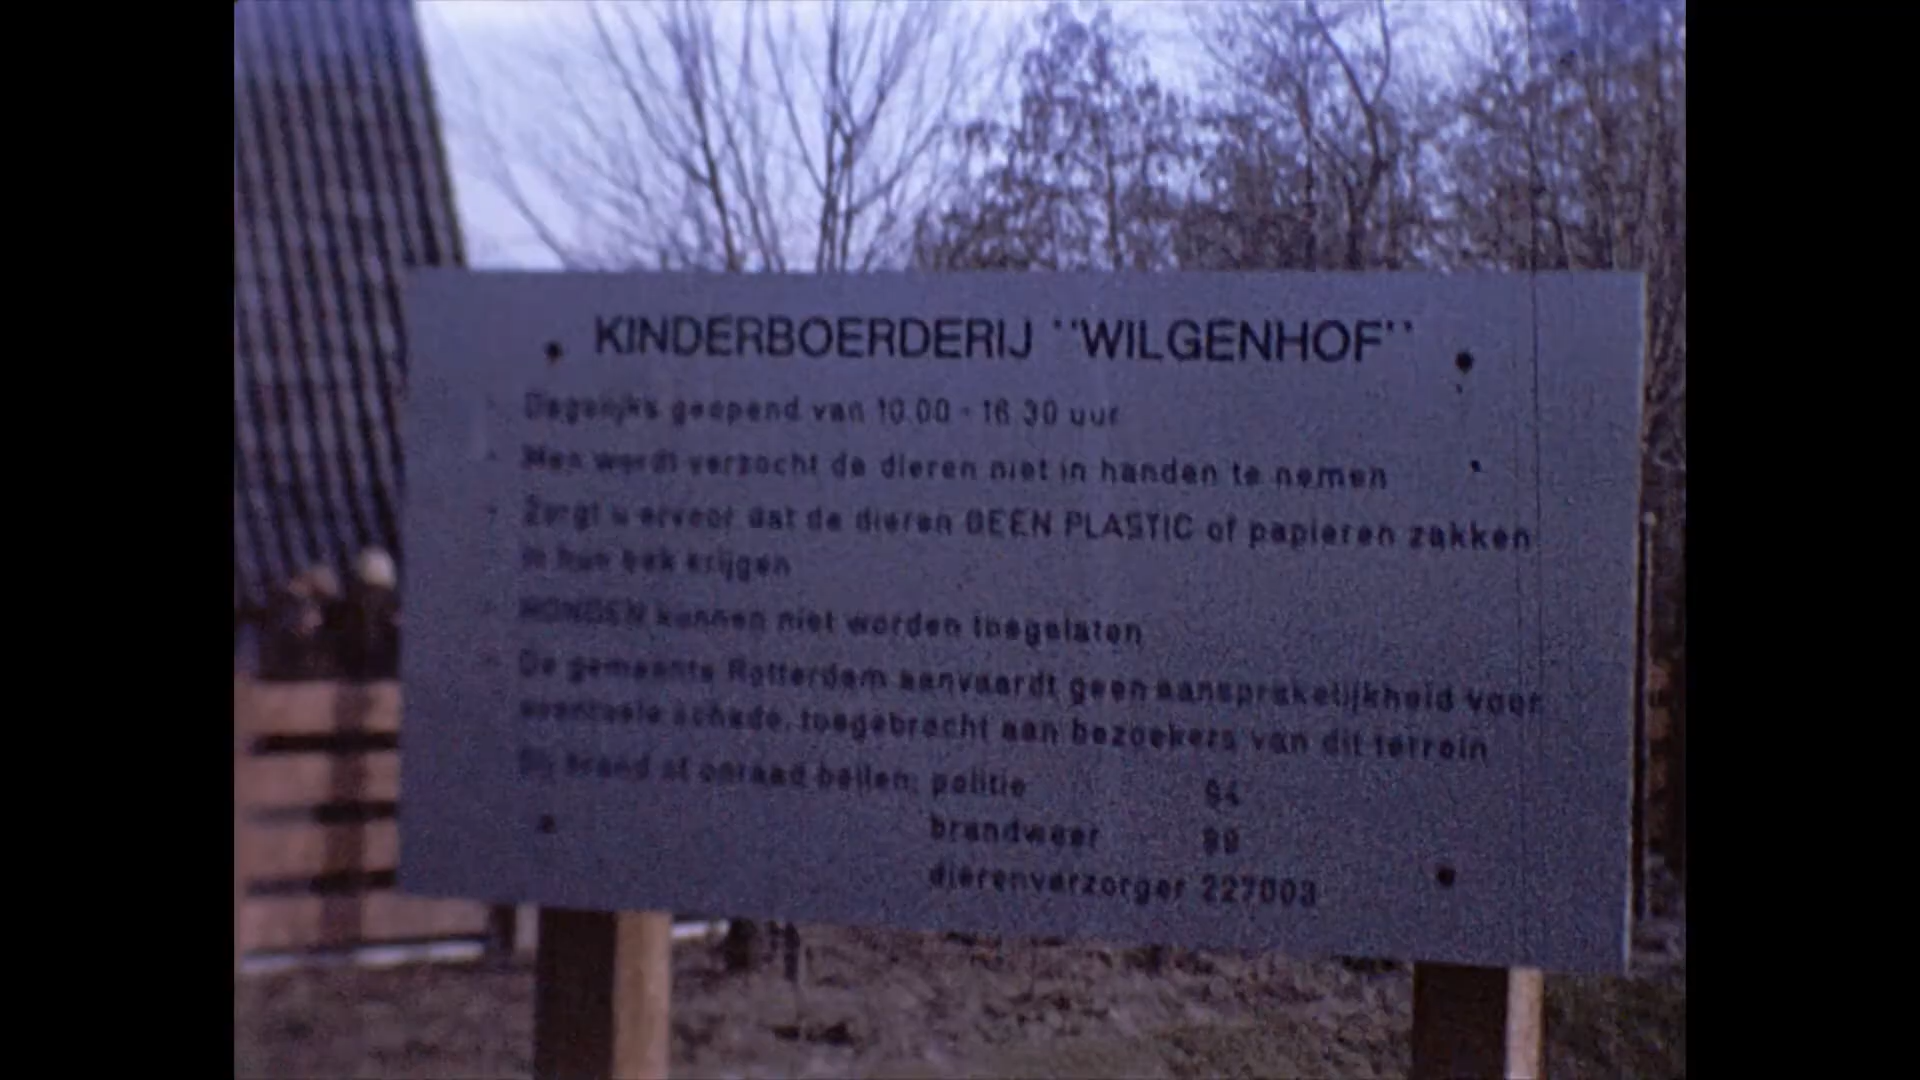 KINDERBOERDERIJ "WILGENHOF"
- Dagelijks geopend van 10.00 - 16.30 uur
- Men wordt verzocht de dieren niet in handen te nemen
- Zorgt u ervoor dat de dieren GEEN PLASTIC of papieren zakken
in hun bek krijgen
- HONDEN kunnen niet worden toegelaten
- De gemeente Rotterdam aanvaardt geen aansprakelijkheid voor
eventuele schade, toegebracht aan bezoekers van dit terrein
Bij brand of onraad bellen: politie 94
brandweer
dierenverzorger 227003